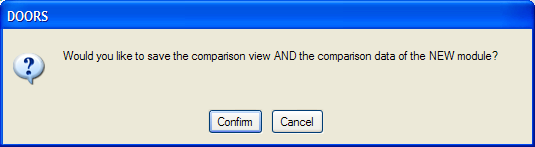 DOORS
Would you like to save the comparison view AND the comparison data of the NEW module?
Confirm Cancel